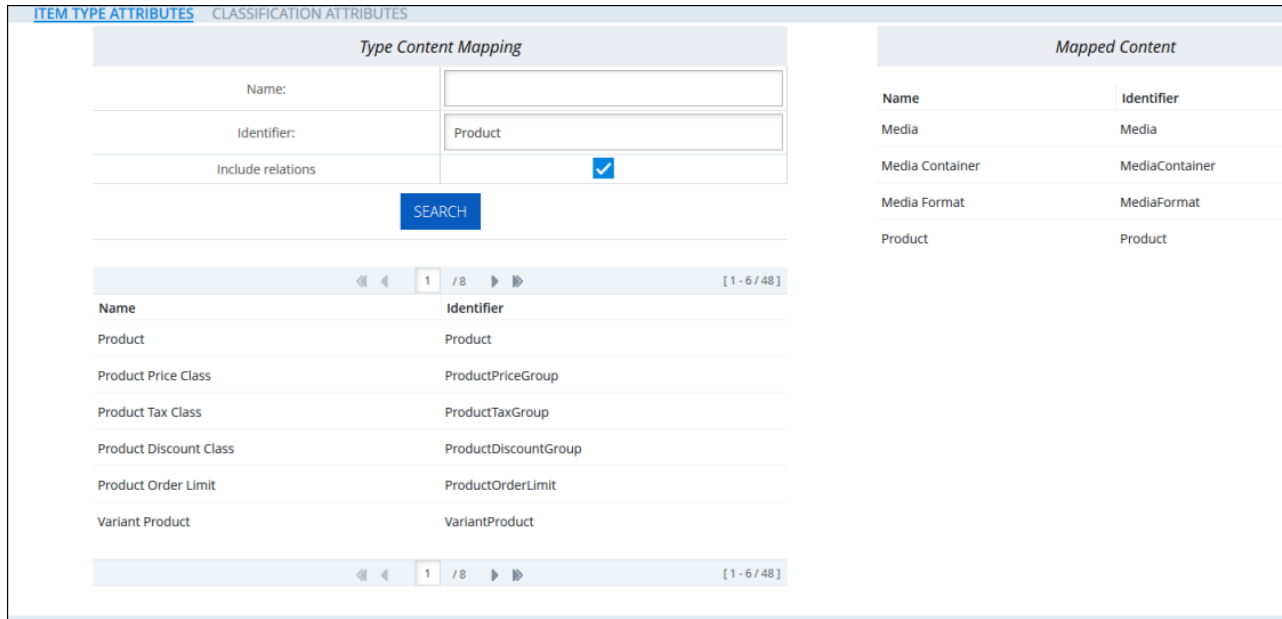 ITEM TYPE ATTRIBUTES CLASSIFICATION ATTRIBUTES
Type Content Mapping
Name:
Identifier: Product
Include relations
SEARCH
1 / 8 [ 1 - 6 / 48 ]
Name Identifier
Product Product
Product Price Class ProductPriceGroup
Product Tax Class ProductTaxGroup
Product Discount Class ProductDiscountGroup
Product Order Limit ProductOrderLimit
Variant Product VariantProduct
1 / 8 [ 1 - 6 / 48 ]
Mapped Content
Name Identifier
Media Media
Media Container MediaContainer
Media Format MediaFormat
Product Product